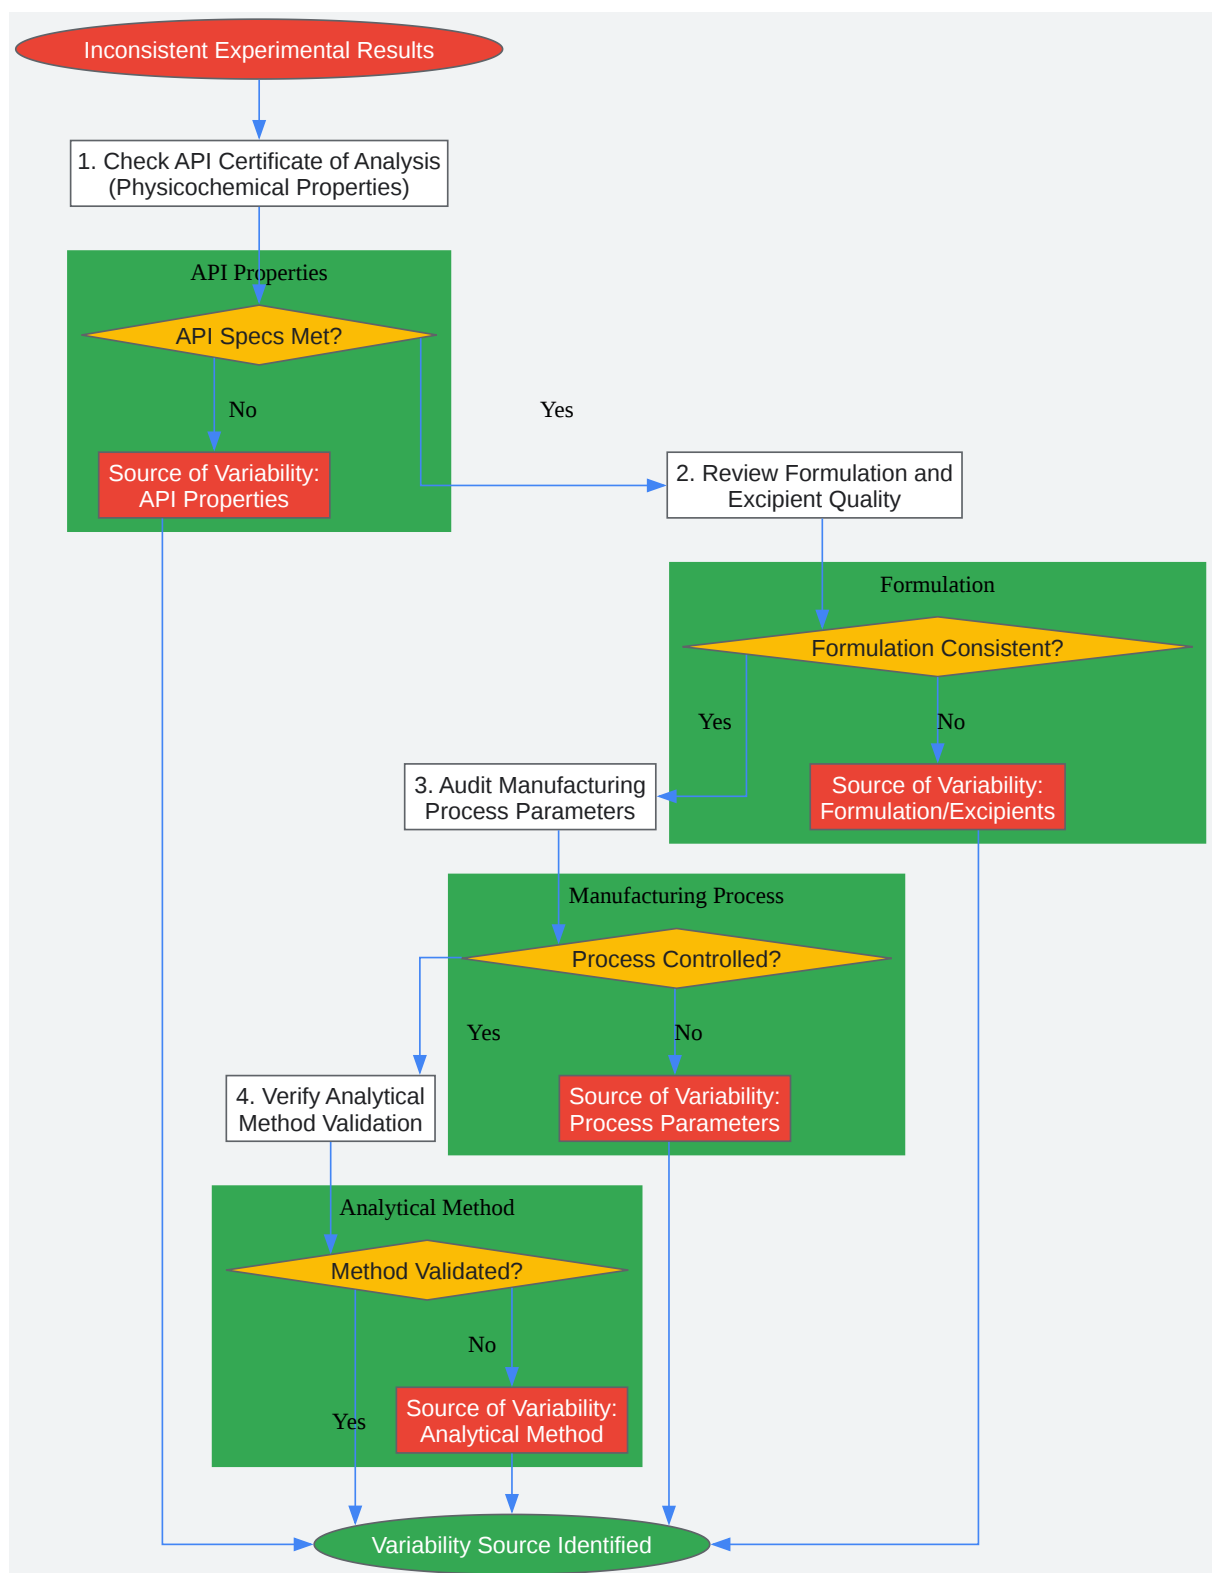 Inconsistent Experimental Results
1. Check API Certificate of Analysis
(Physicochemical Properties)
API Properties
API Specs Met?
No
Yes
Source of Variability:
API Properties
2. Review Formulation and
Excipient Quality
Formulation
Formulation Consistent?
Yes
No
3. Audit Manufacturing
Process Parameters
Source of Variability:
Formulation/Excipients
Manufacturing Process
Process Controlled?
Yes
No
4. Verify Analytical
Method Validation
Source of Variability:
Process Parameters
Analytical Method
Method Validated?
No
Yes
Source of Variability:
Analytical Method
Variability Source Identified